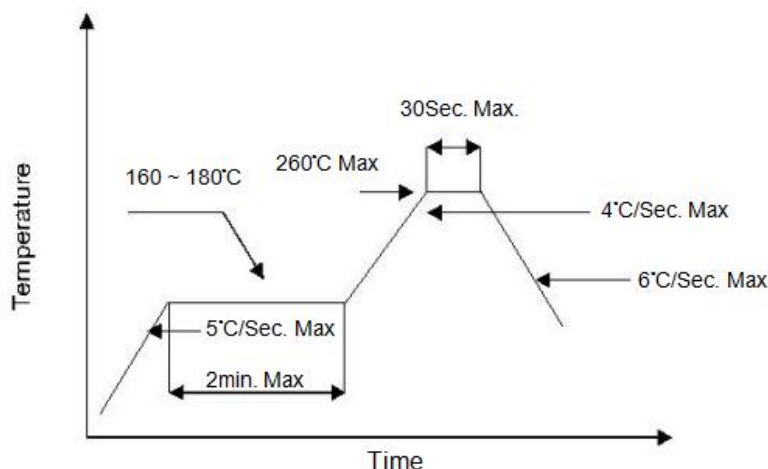 30Sec. Max.
260°C Max
160 ~ 180°C
4°C/Sec. Max
6°C/Sec. Max
5°C/Sec. Max
2min. Max
Temperature
Time